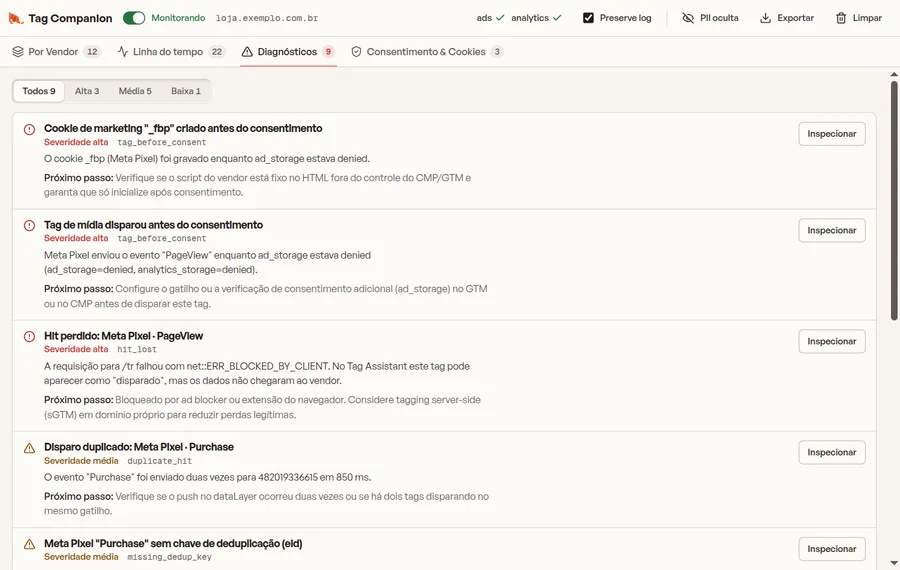 Tag Companion Monitorando loja.exemplo.com.br ads analytics Preserve log PII oculta Exportar Limpar
Por Vendor 12 Linha do tempo 22 Diagnósticos 9 Consentimento & Cookies 3
Todos 9 Alta 3 Média 5 Baixa 1
Cookie de marketing "_fbp" criado antes do consentimento
Inspecionar
Severidade alta tag_before_consent
O cookie _fbp (Meta Pixel) foi gravado enquanto ad_storage estava denied.
Próximo passo: Verifique se o script do vendor está fixo no HTML fora do controle do CMP/GTM e
garanta que só inicialize após consentimento.
Tag de mídia disparou antes do consentimento
Inspecionar
Severidade alta tag_before_consent
Meta Pixel enviou o evento "PageView" enquanto ad_storage estava denied
(ad_storage=denied, analytics_storage=denied).
Próximo passo: Configure o gatilho ou a verificação de consentimento adicional (ad_storage) no GTM
ou no CMP antes de disparar este tag.
Hit perdido: Meta Pixel · PageView
Inspecionar
Severidade alta hit_lost
A requisição para /tr falhou com net::ERR_BLOCKED_BY_CLIENT. No Tag Assistant este tag pode
aparecer como "disparado", mas os dados não chegaram ao vendor.
Próximo passo: Bloqueado por ad blocker ou extensão do navegador. Considere tagging server-side
(sGTM) em domínio próprio para reduzir perdas legítimas.
Disparo duplicado: Meta Pixel · Purchase
Inspecionar
Severidade média duplicate_hit
O evento "Purchase" foi enviado duas vezes para 482019336615 em 850 ms.
Próximo passo: Verifique se o push no dataLayer ocorreu duas vezes ou se há dois tags disparando no
mesmo gatilho.
Meta Pixel "Purchase" sem chave de deduplicação (eid)
Inspecionar
Severidade média missing_dedup_key